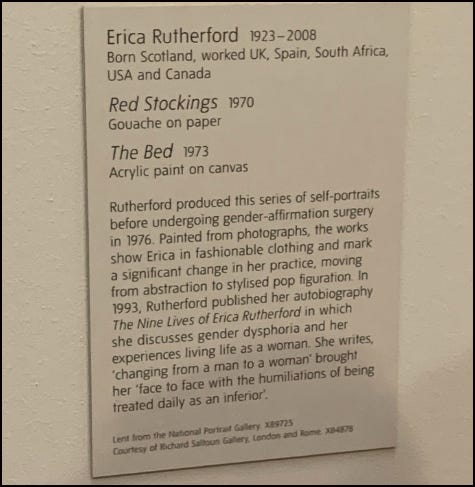 Erica Rutherford 1923–2008
Born Scotland, worked UK, Spain, South Africa,
USA and Canada
Red Stockings 1970
Gouache on paper
The Bed 1973
Acrylic paint on canvas
Rutherford produced this series of self-portraits
before undergoing gender-affirmation surgery
in 1976. Painted from photographs, the works
show Erica in fashionable clothing and mark
a significant change in her practice, moving
from abstraction to stylised pop figuration. In
1993, Rutherford published her autobiography
The Nine Lives of Erica Rutherford in which
she discusses gender dysphoria and her
experiences living life as a woman. She writes,
‘changing from a man to a woman’ brought
her ‘face to face with the humiliations of being
treated daily as an inferior’.
Lent from the National Portrait Gallery. X89725
Courtesy of Richard Saltoun Gallery, London and Rome. X84878